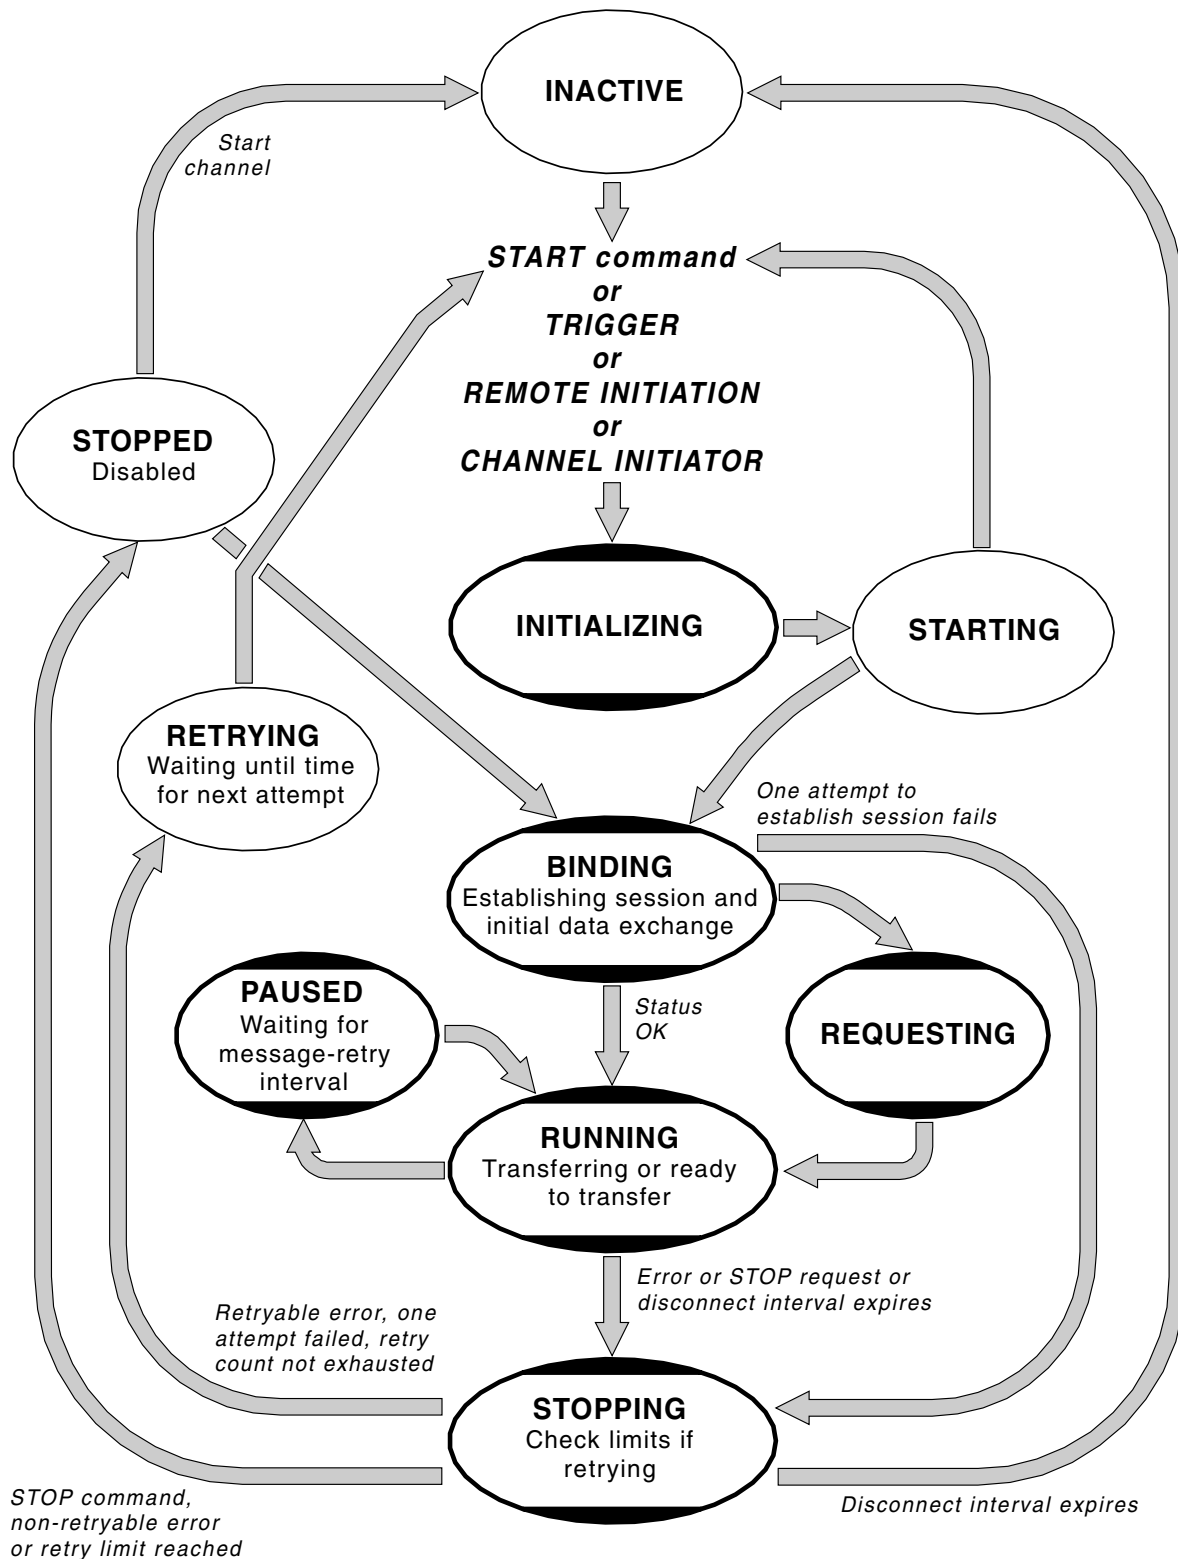 INACTIVE
Start
channel
START command
or
TRIGGER
or
REMOTE INITIATION
or
CHANNEL INITIATOR
STOPPED
Disabled
INITIALIZING
STARTING
RETRYING
Waiting until time
for next attempt
One attempt to
establish session fails
BINDING
Establishing session and
initial data exchange
PAUSED
Waiting for
message-retry
interval
Status
OK
REQUESTING
RUNNING
Transferring or ready
to transfer
Error or STOP request or
disconnect interval expires
Retryable error, one
attempt failed, retry
count not exhausted
STOPPING
Check limits if
retrying
STOP command,
non-retryable error
or retry limit reached
Disconnect interval expires